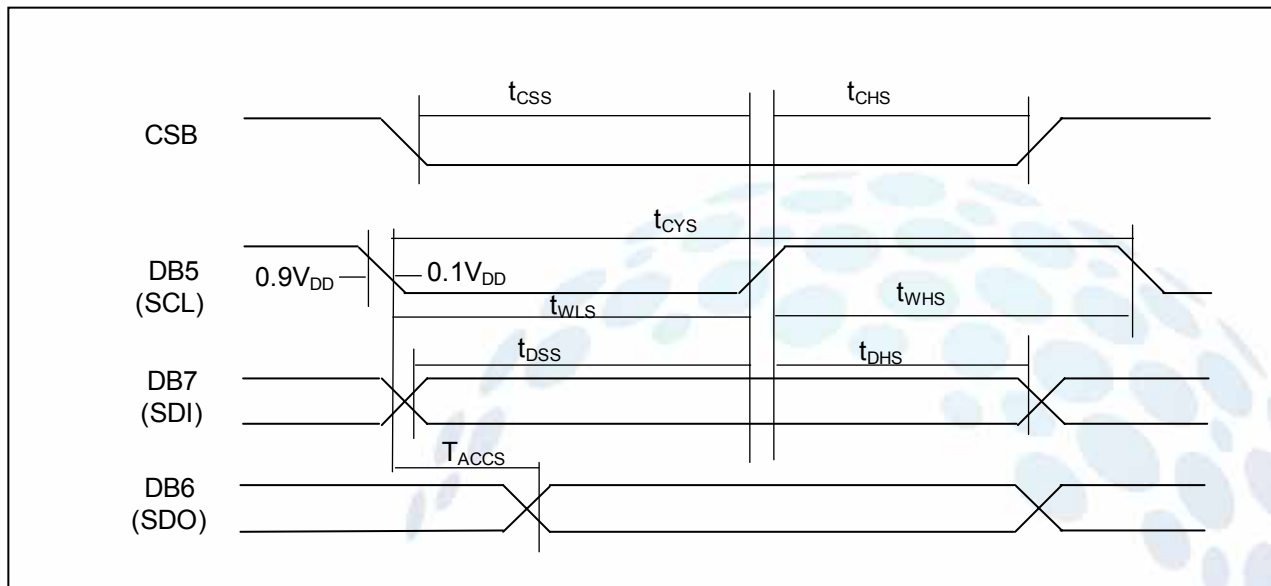 tCSS
tCHS
CSB
tCYS
DB5
(SCL)
0.9VDD
0.1VDD
tWLS
tWHS
tDSS
tDHS
DB7
(SDI)
TACCS
DB6
(SDO)